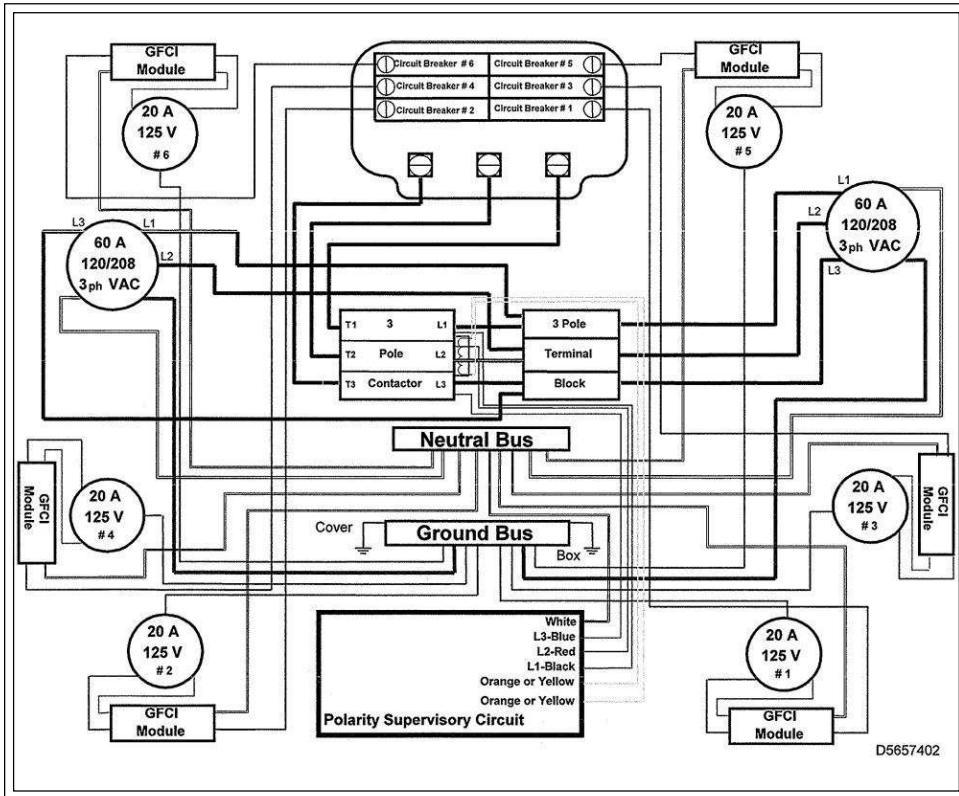 GFCI
Module
Circuit Breaker # 6
Circuit Breaker # 5
Circuit Breaker # 4
Circuit Breaker # 3
Circuit Breaker # 2
Circuit Breaker # 1
GFCI
Module
20 A
125 V
# 6
20 A
125 V
# 5
L3
L1
L2
60 A
120/208
3ph VAC
L1
L2
L3
60 A
120/208
3ph VAC
T1
3
L1
T2
Pole
L2
T3
Contactor
L3
3 Pole
Terminal
Block
Neutral Bus
GFCI
Module
20 A
125 V
# 4
20 A
125 V
# 3
GFCI
Module
Cover
Ground Bus
Box
20 A
125 V
# 2
GFCI
Module
White
L3-Blue
L2-Red
L1-Black
Orange or Yellow
Orange or Yellow
Polarity Supervisory Circuit
20 A
125 V
# 1
GFCI
Module
D5657402